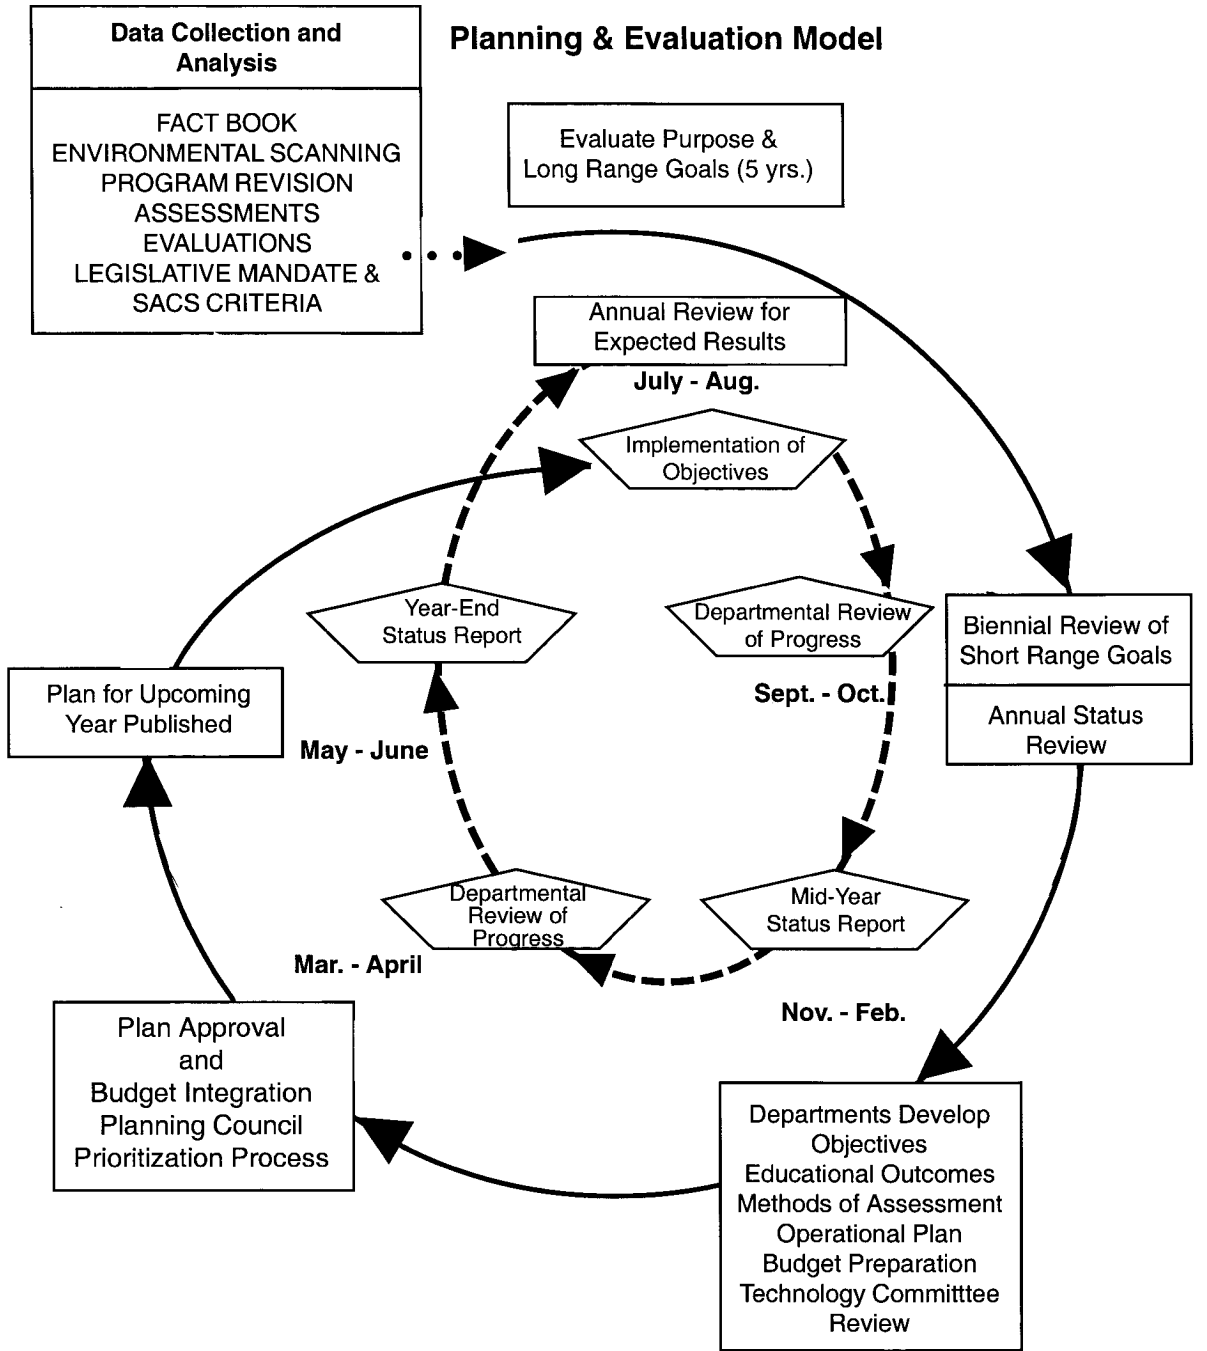 Data Collection and
Analysis
Planning & Evaluation Model
FACT BOOK
ENVIRONMENTAL SCANNING
PROGRAM REVISION
ASSESSMENTS
EVALUATIONS
LEGISLATIVE MANDATE &
SACS CRITERIA
Evaluate Purpose &
Long Range Goals (5 yrs.)
Annual Review for
Expected Results
July - Aug.
Implementation of
Objectives
Year-End
Status Report
Departmental Review
of Progress
Biennial Review of
Short Range Goals
Annual Status
Review
Sept. - Oct.
Plan for Upcoming
Year Published
May - June
Departmental
Review of
Progress
Mid-Year
Status Report
Mar. - April
Nov. - Feb.
Plan Approval
and
Budget Integration
Planning Council
Prioritization Process
Departments Develop
Objectives
Educational Outcomes
Methods of Assessment
Operational Plan
Budget Preparation
Technology Committtee
Review